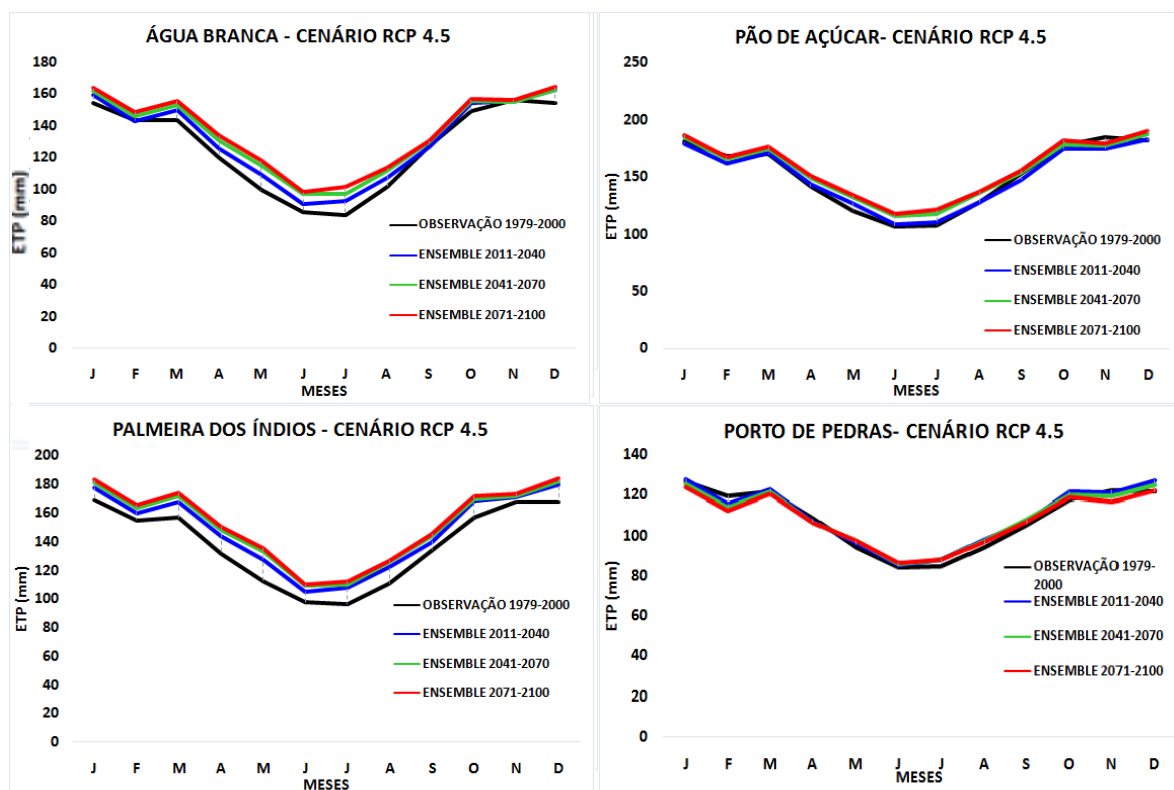 ÁGUA BRANCA - CENÁRIO RCP 4.5
180
160
140
120
100
80
60
40
20
0
ETP (mm)
OBSERVAÇÃO 1979-2000
ENSEMBLE 2011-2040
ENSEMBLE 2041-2070
ENSEMBLE 2071-2100
J F M A M J J A S O N D
MESES
PÃO DE AÇÚCAR- CENÁRIO RCP 4.5
250
200
150
100
50
0
ETP (mm)
OBSERVAÇÃO 1979-2000
ENSEMBLE 2011-2040
ENSEMBLE 2041-2070
ENSEMBLE 2071-2100
J F M A M J J A S O N D
MESES
PALMEIRA DOS ÍNDIOS - CENÁRIO RCP 4.5
200
180
160
140
120
100
80
60
40
20
0
ETP (mm)
OBSERVAÇÃO 1979-2000
ENSEMBLE 2011-2040
ENSEMBLE 2041-2070
ENSEMBLE 2071-2100
J F M A M J J A S O N D
MESES
PORTO DE PEDRAS- CENÁRIO RCP 4.5
140
120
100
80
60
40
20
0
ETP (mm)
OBSERVAÇÃO 1979-
2000
ENSEMBLE 2011-2040
ENSEMBLE 2041-2070
ENSEMBLE 2071-2100
J F M A M J J A S O N D
MESES